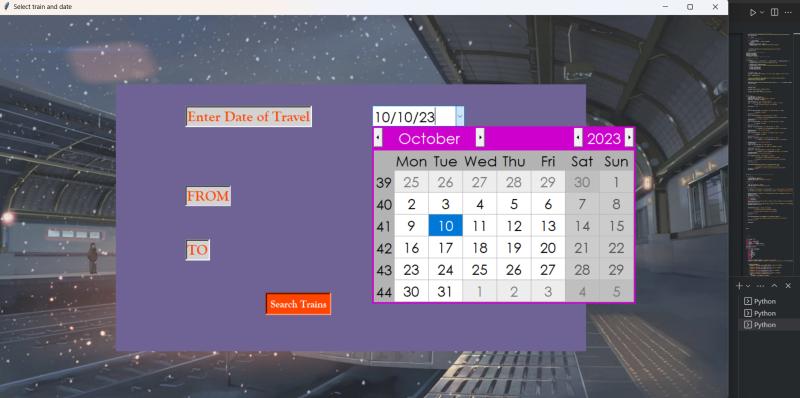 Select train and date
Enter Date of Travel
10/10/23
October 2023
Mon Tue Wed Thu Fri Sat Sun
39 25 26 27 28 29 30 1
40 2 3 4 5 6 7 8
41 9 10 11 12 13 14 15
42 16 17 18 19 20 21 22
43 23 24 25 26 27 28 29
44 30 31 1 2 3 4 5
FROM
TO
Search Trains
Python
Python
Python